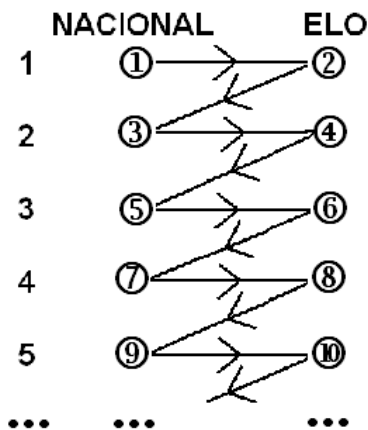 NACIONAL ELO
1 ① ②
2 ③ ④
3 ⑤ ⑥
4 ⑦ ⑧
5 ⑨ ⑩
... ... ...